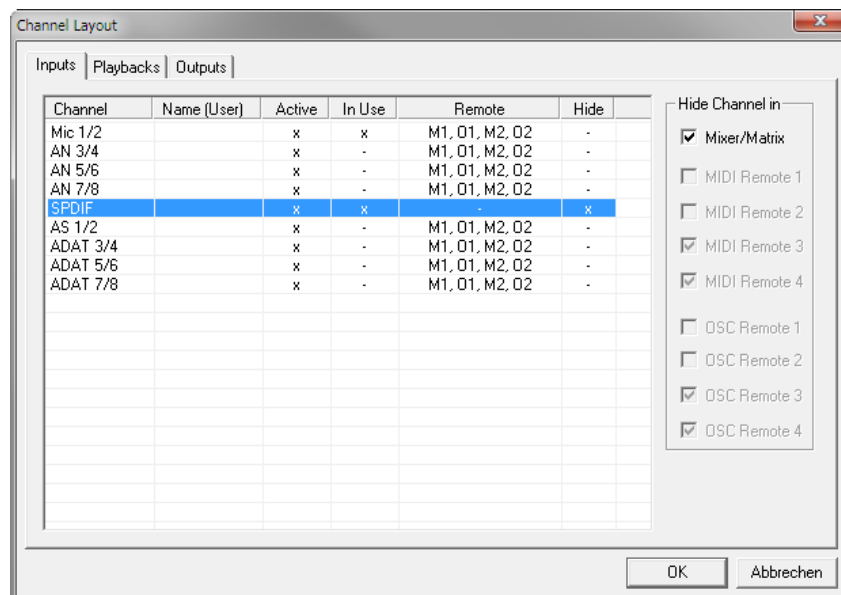 Channel Layout
Inputs Playbacks Outputs
Channel Name (User) Active In Use Remote Hide
Mic 1/2 x x M1, O1, M2, O2 -
AN 3/4 x - M1, O1, M2, O2 -
AN 5/6 x - M1, O1, M2, O2 -
AN 7/8 x - M1, O1, M2, O2 -
SPDIF x x - x
AS 1/2 x - M1, O1, M2, O2 -
ADAT 3/4 x - M1, O1, M2, O2 -
ADAT 5/6 x - M1, O1, M2, O2 -
ADAT 7/8 x - M1, O1, M2, O2 -
Hide Channel in
Mixer/Matrix
MIDI Remote 1
MIDI Remote 2
MIDI Remote 3
MIDI Remote 4
OSC Remote 1
OSC Remote 2
OSC Remote 3
OSC Remote 4
OK Abbrechen